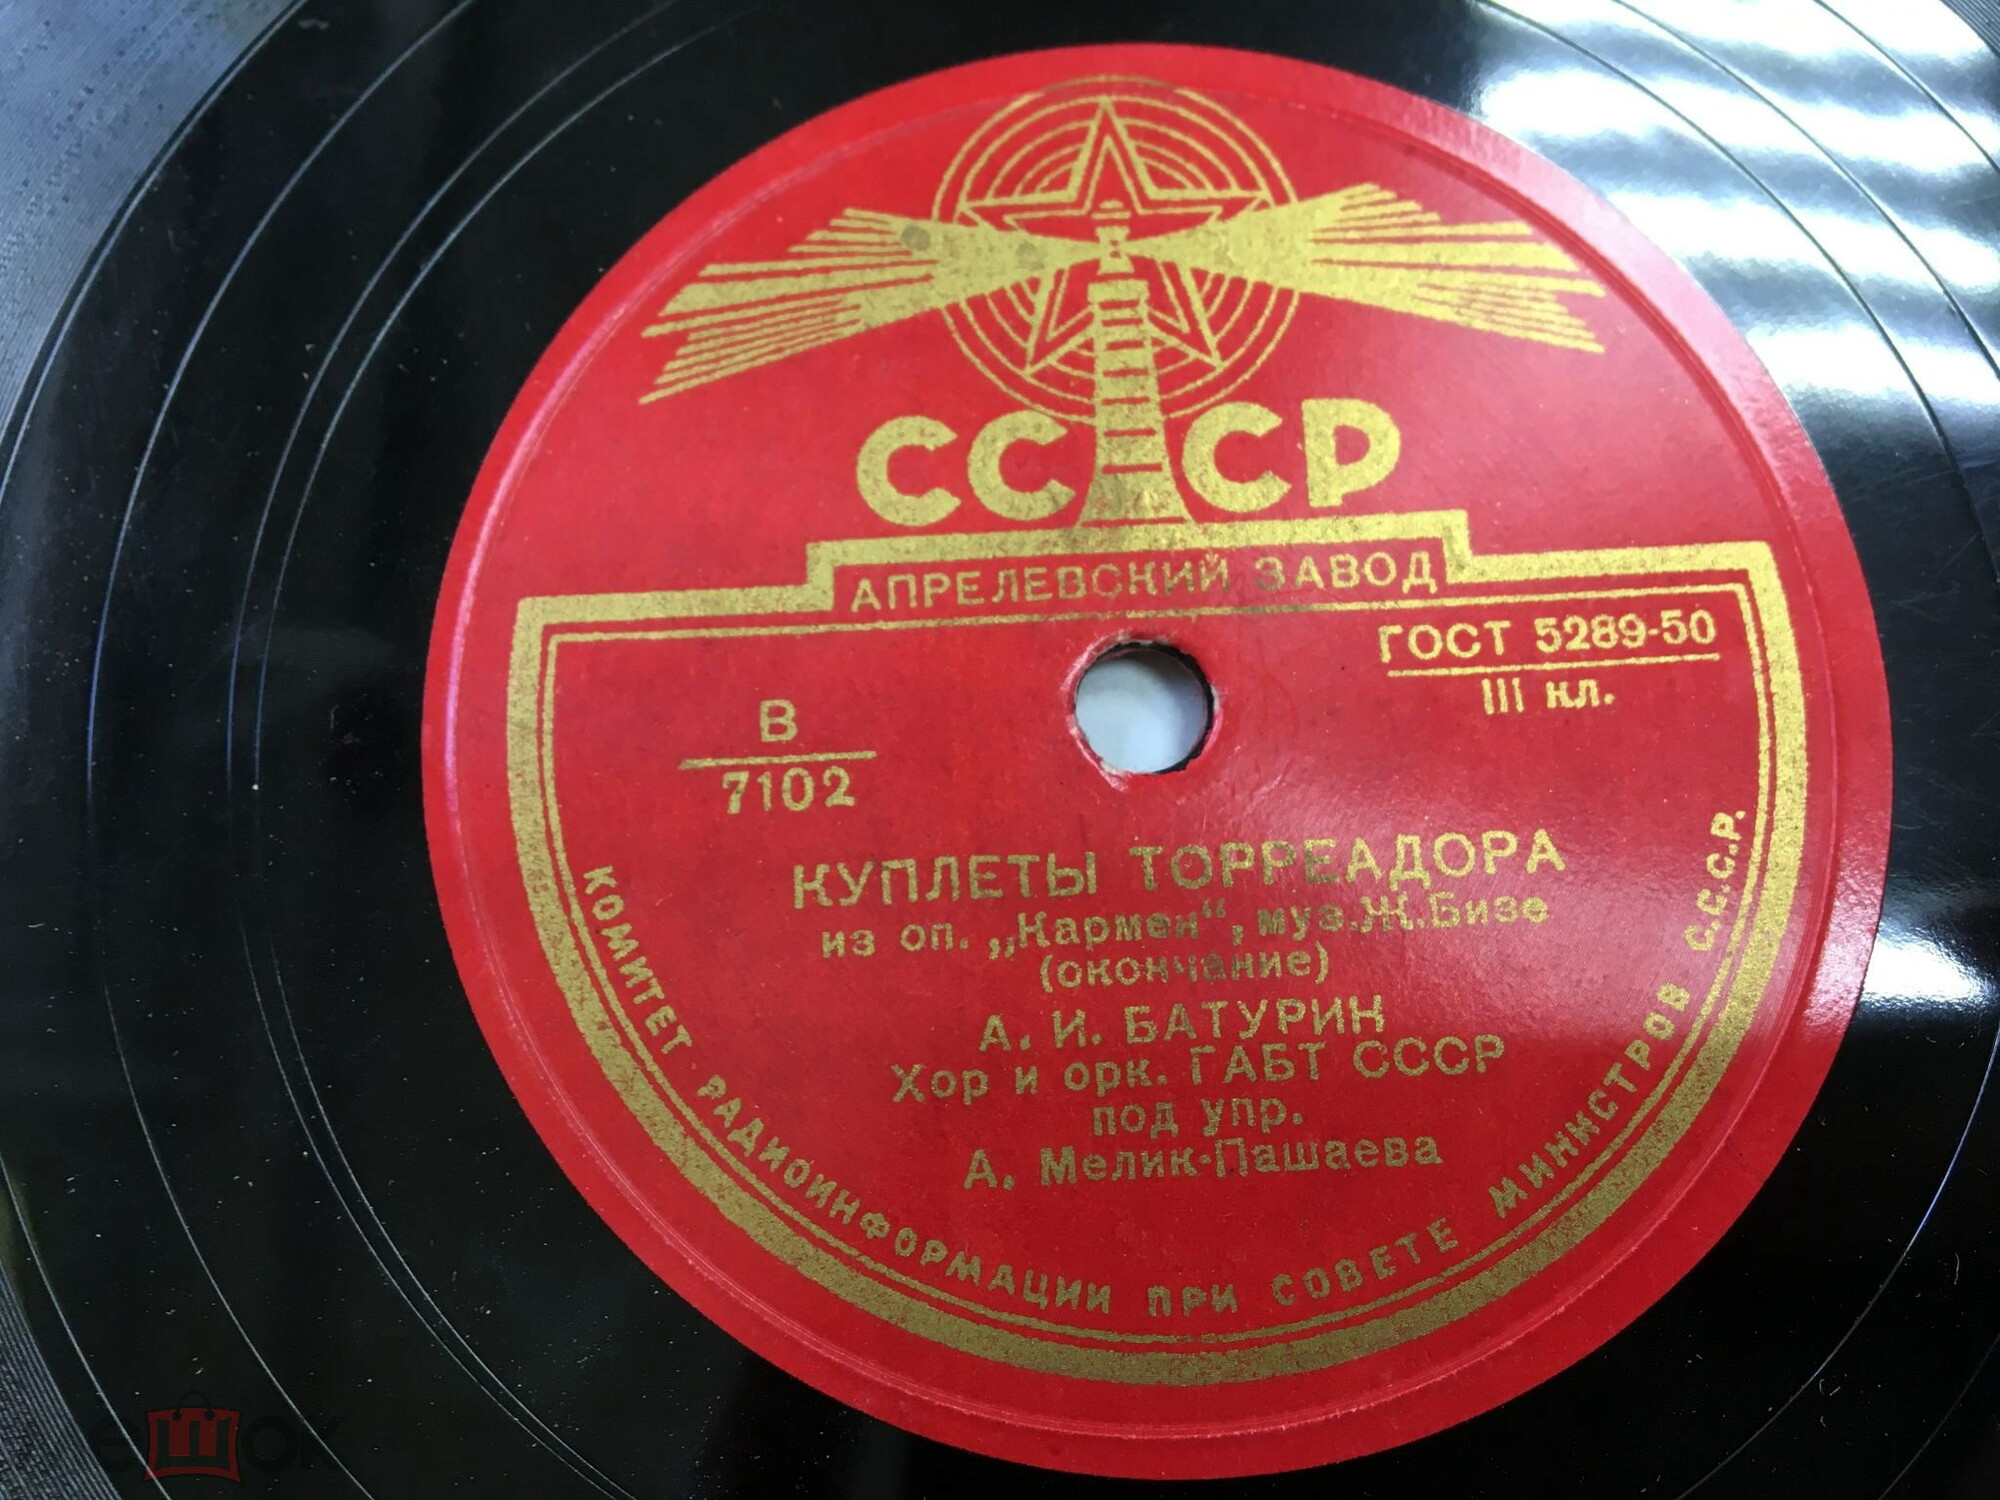 СССР
АПРЕЛЕВСКИЙ ЗАВОД
ГОСТ 5289-50
III кл.
В
7102
КУПЛЕТЫ ТОРРЕАДОРА
из оп. „Кармен“, муз. Ж. Бизе
(окончание)
А. И. БАТУРИН
Хор и орк. ГАБТ СССР
под упр.
А. Мелик-Пашаева
КОМИТЕТ РАДИОИНФОРМАЦИИ ПРИ СОВЕТЕ МИНИСТРОВ С.С.С.Р.
ешок